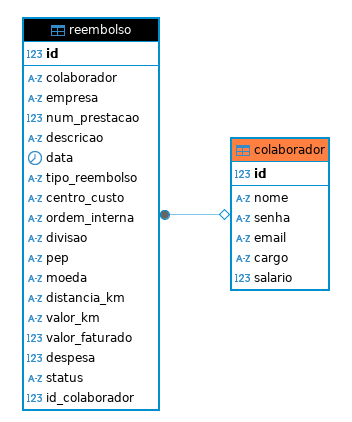 reembolso
123 id
A-Z colaborador
A-Z empresa
123 num_prestacao
A-Z descricao
data
A-Z tipo_reembolso
A-Z centro_custo
A-Z ordem_interna
A-Z divisao
A-Z pep
A-Z moeda
A-Z distancia_km
A-Z valor_km
123 valor_faturado
123 despesa
A-Z status
123 id_colaborador
colaborador
123 id
A-Z nome
A-Z senha
A-Z email
A-Z cargo
123 salario